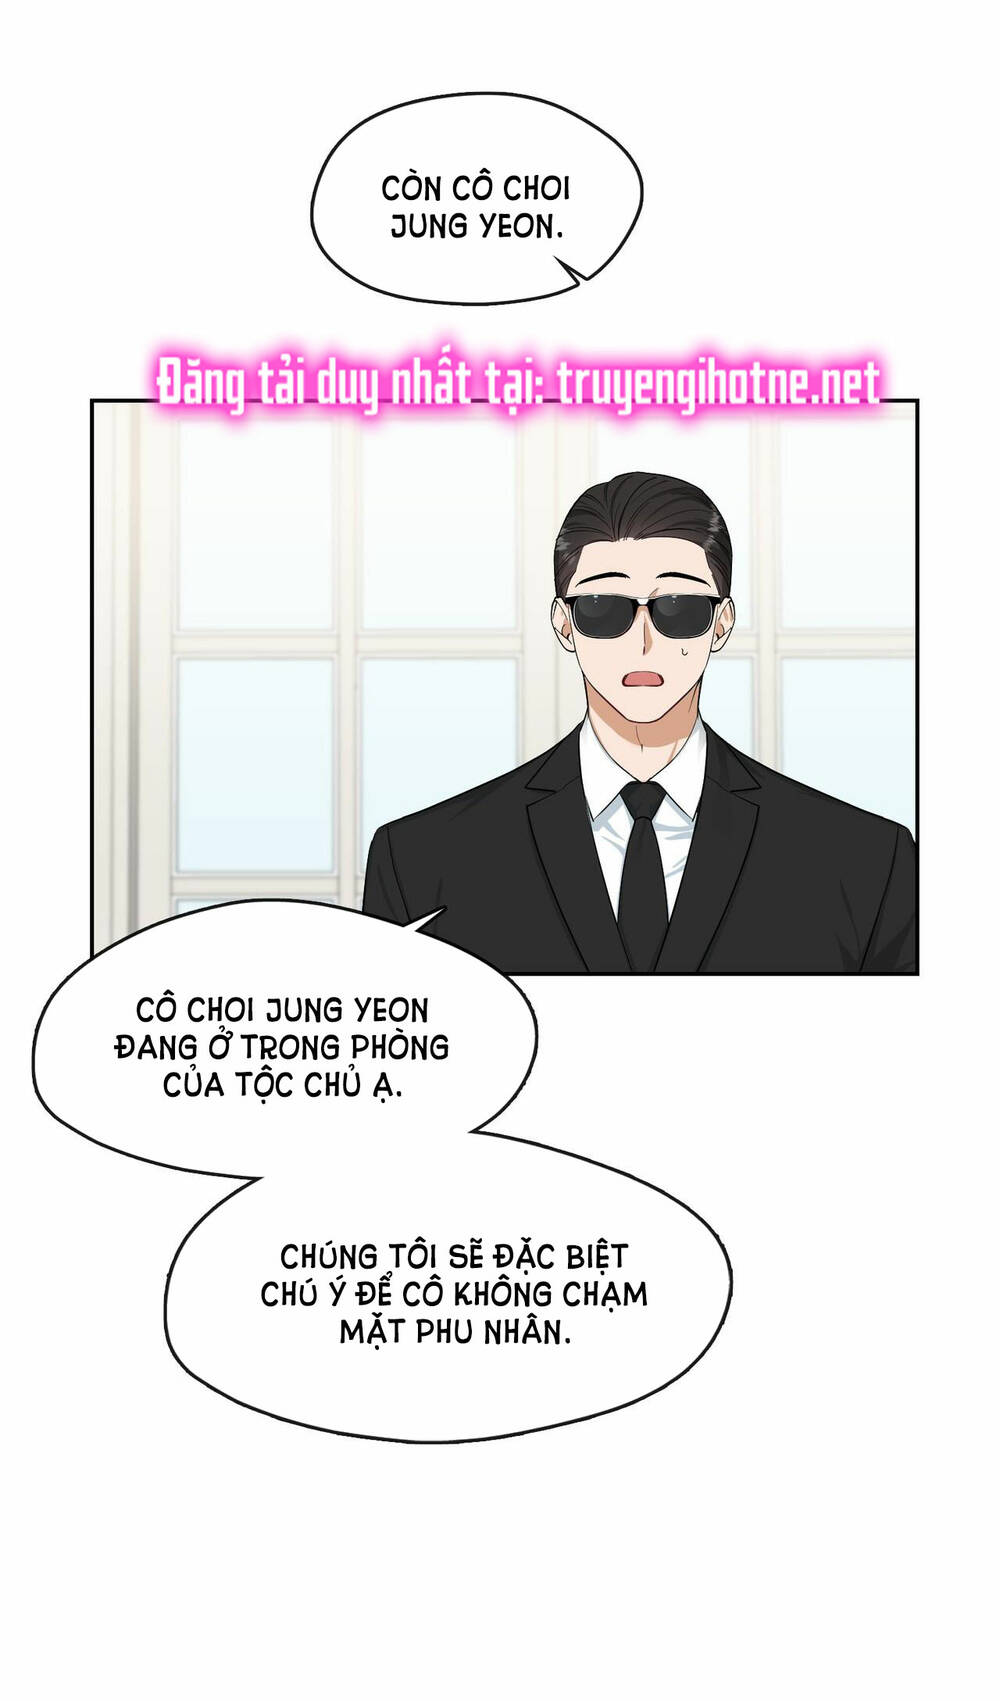 CÒN CÔ CHOI
JUNG YEON.
Đăng tải duy nhất tại: truyengihotne.net
CÔ CHOI JUNG YEON
ĐANG Ở TRONG PHÒNG
CỦA TỘC CHỦ Ạ.
CHÚNG TÔI SẼ ĐẶC BIỆT
CHÚ Ý ĐỂ CÔ KHÔNG CHẠM
MẶT PHU NHÂN.